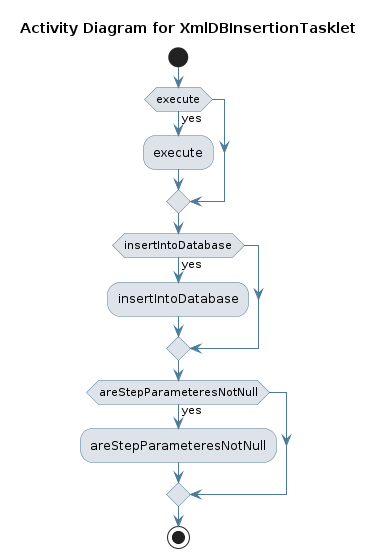 Activity Diagram for XmlDBInsertionTasklet
execute
yes
execute
insertIntoDatabase
yes
insertIntoDatabase
areStepParameteresNotNull
yes
areStepParameteresNotNull